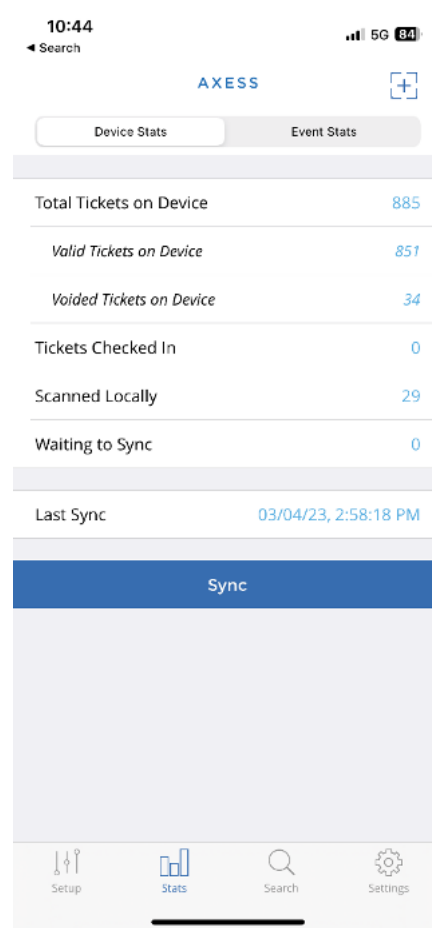 10:44
5G 84
◀ Search
AXESS
Device Stats Event Stats
Total Tickets on Device 885
Valid Tickets on Device 851
Voided Tickets on Device 34
Tickets Checked In 0
Scanned Locally 29
Waiting to Sync 0
Last Sync 03/04/23, 2:58:18 PM
Sync
Setup Stats Search Settings